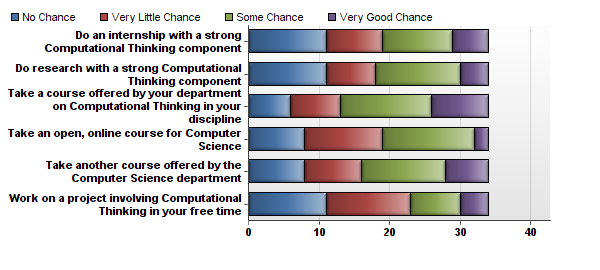 No Chance Very Little Chance Some Chance Very Good Chance
Do an internship with a strong
Computational Thinking component
Do research with a strong Computational
Thinking component
Take a course offered by your department
on Computational Thinking in your
discipline
Take an open, online course for Computer
Science
Take another course offered by the
Computer Science department
Work on a project involving Computational
Thinking in your free time
0 10 20 30 40